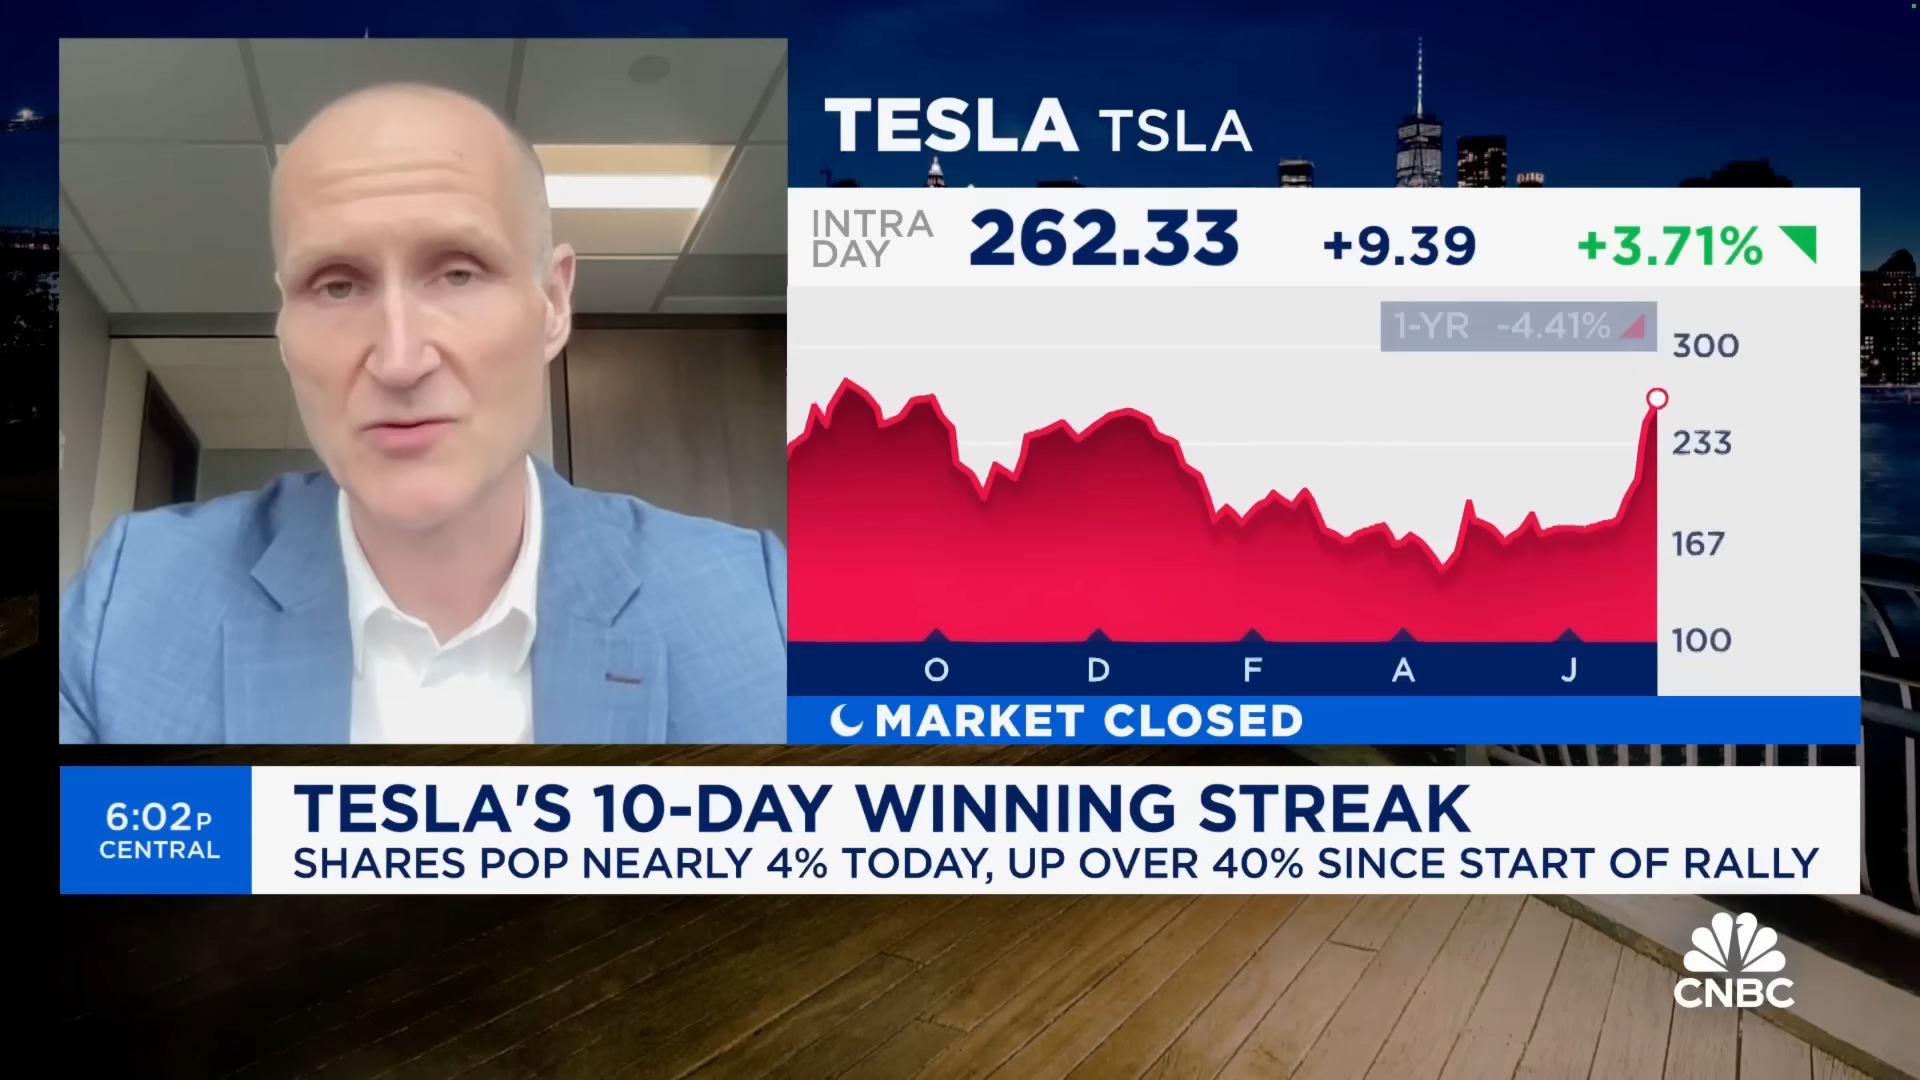 TESLA TSLA
INTRA
DAY
262.33
+9.39
+3.71%
1-YR -4.41%
300
233
167
100
O D F A J
MARKET CLOSED
6:02P
CENTRAL
TESLA'S 10-DAY WINNING STREAK
SHARES POP NEARLY 4% TODAY, UP OVER 40% SINCE START OF RALLY
CNBC